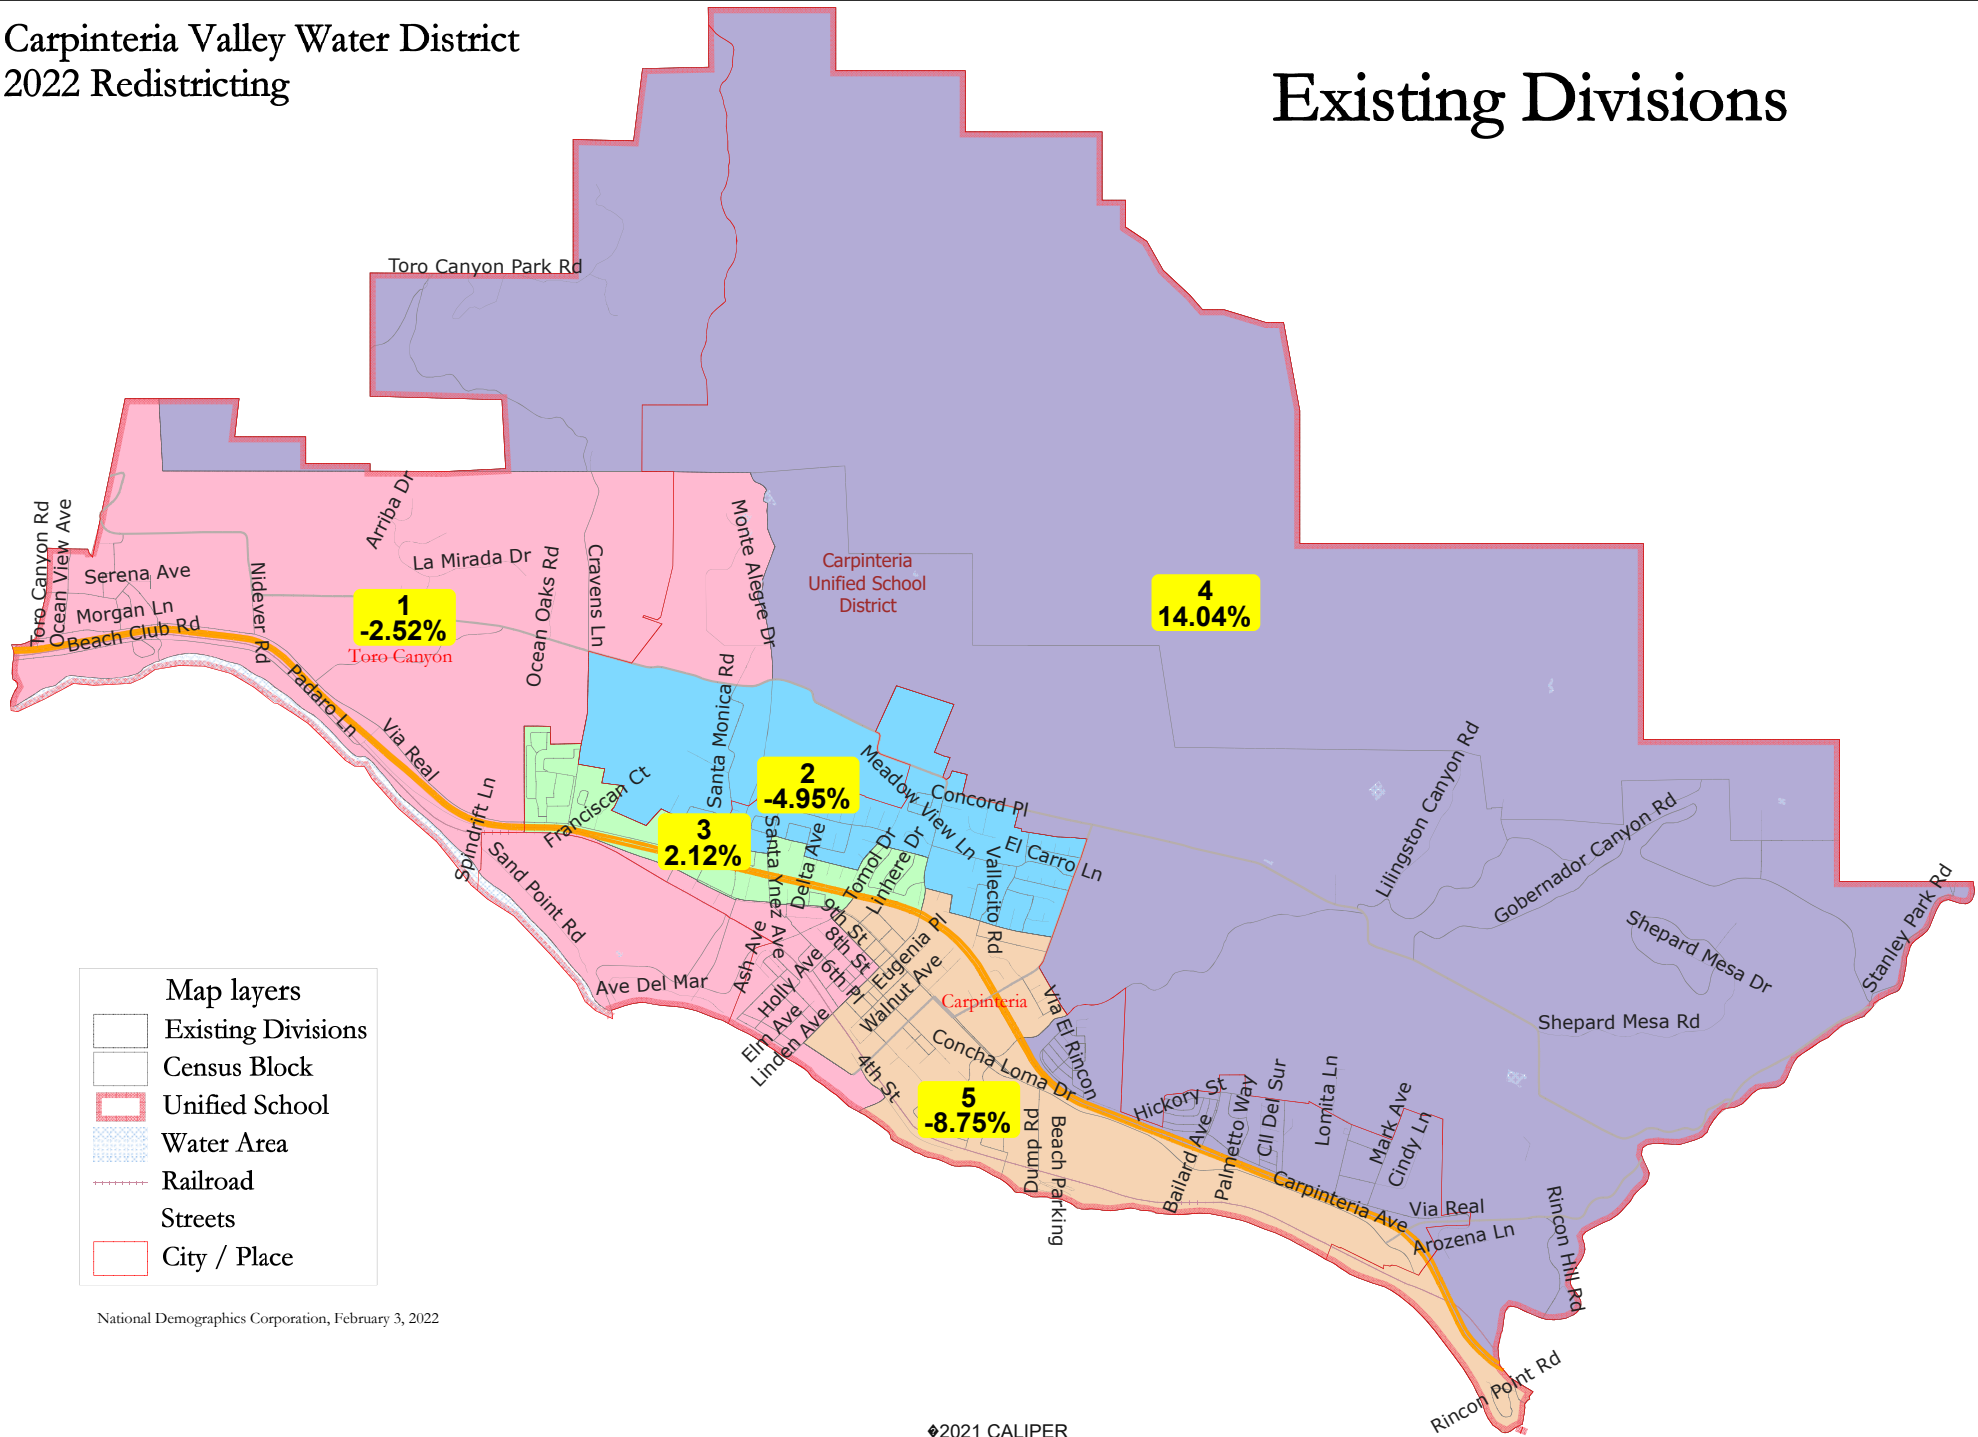 Carpinteria Valley Water District
2022 Redistricting
Existing Divisions
Toro Canyon Park Rd
Toro Canyon Rd
Ocean View Ave
Serena Ave
Morgan Ln
Beach Club Rd
Nidever Rd
Arriba Dr
La Mirada Dr
Ocean Oaks Rd
Cravens Ln
Monte Alegre Dr
Carpinteria
Unified School
District
1
-2.52%
Toro Canyon
4
14.04%
Padaro Ln
Via Real
Spindrift Ln
Sand Point Rd
Franciscan Ct
Santa Monica Rd
2
-4.95%
3
2.12%
Meadow View Ln
Concord Pl
El Carro Ln
Vallecito Rd
Santa Ynez Ave
Delta Ave
Tomol Dr
Linhere Dr
Lilingston Canyon Rd
Gobernador Canyon Rd
Shepard Mesa Dr
Shepard Mesa Rd
Stanley Park Rd
9th St
8th St
6th Pl
Eugenia Pl
Walnut Ave
Ash Ave
Holly Ave
Elm Ave
Linden Ave
Ave Del Mar
Carpinteria
Via El Rincon
Concha Loma Dr
4th St
5
-8.75%
Dump Rd
Beach Parking
Hickory St
Bailard Ave
Palmetto Way
Cll Del Sur
Lomita Ln
Mark Ave
Cindy Ln
Carpinteria Ave
Via Real
Arozena Ln
Rincon Hill Rd
Rincon Point Rd
Map layers
Existing Divisions
Census Block
Unified School
Water Area
Railroad
Streets
City / Place
National Demographics Corporation, February 3, 2022
�2021 CALIPER